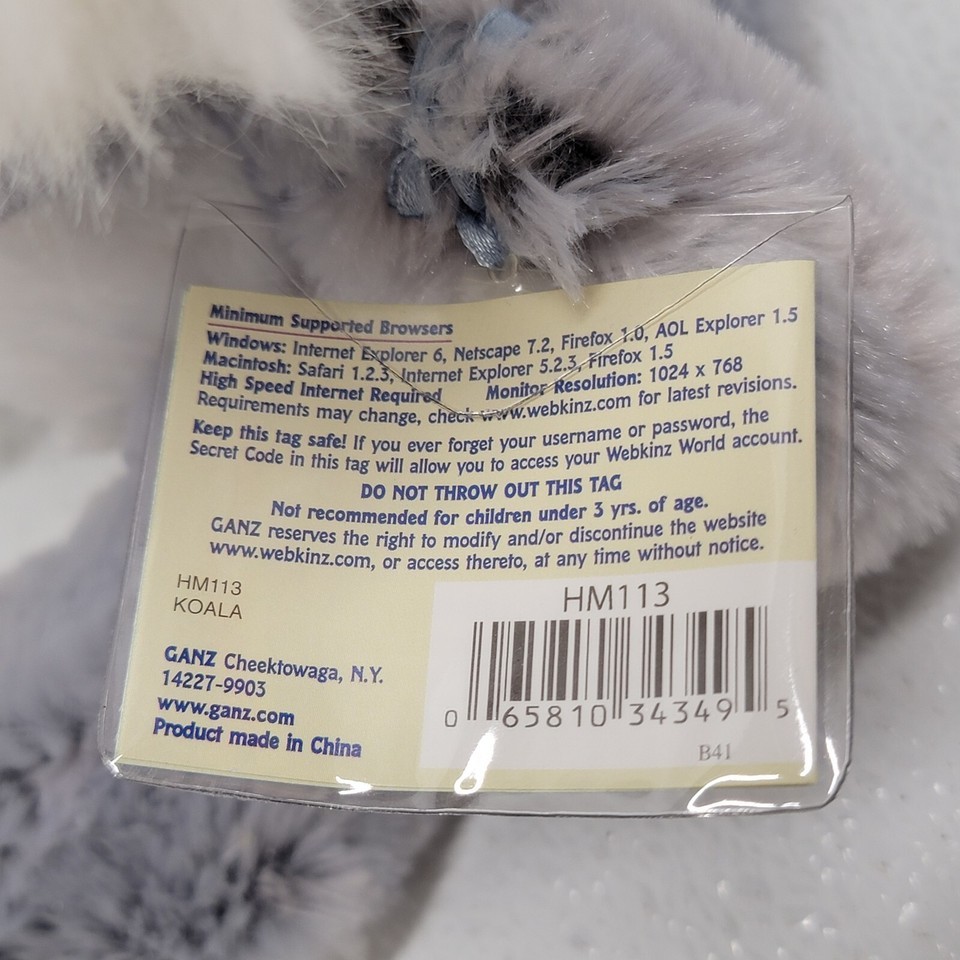 Minimum Supported Browsers
Windows: Internet Explorer 6, Netscape 7.2, Firefox 1.0, AOL Explorer 1.5
Macintosh: Safari 1.2.3, Internet Explorer 5.2.3, Firefox 1.5
High Speed Internet Required Monitor Resolution: 1024 x 768
Requirements may change, check www.webkinz.com for latest revisions.
Keep this tag safe! If you ever forget your username or password, the
Secret Code in this tag will allow you to access your Webkinz World account.
DO NOT THROW OUT THIS TAG
Not recommended for children under 3 yrs. of age.
GANZ reserves the right to modify and/or discontinue the website
www.webkinz.com, or access thereto, at any time without notice.
HM113
KOALA
GANZ Cheektowaga, N.Y.
14227-9903
www.ganz.com
Product made in China
HM113
0 65810 34349 5
B41